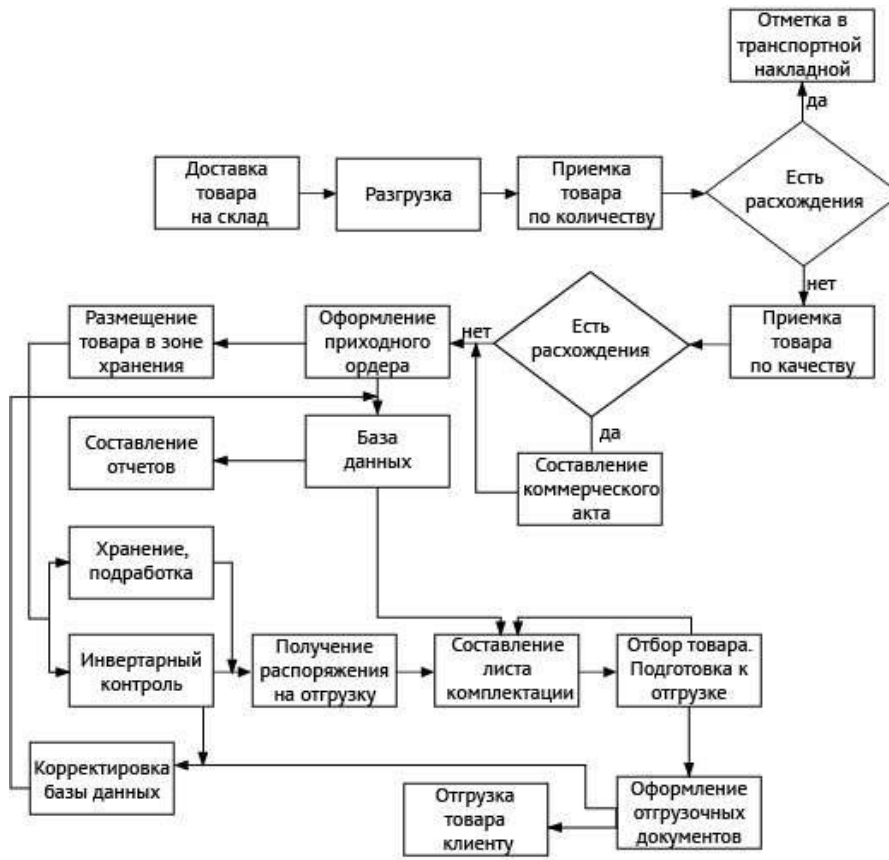 Отметка в
транспортной
накладной
да
Доставка
товара
на склад
Разгрузка
Приемка
товара
по количеству
Есть
расхождения
нет
Размещение
товара в зоне
хранения
Оформление
приходного
ордера
нет
Есть
расхождения
Приемка
товара
по качеству
да
Составление
отчетов
База
данных
Составление
коммерческого
акта
Хранение,
подработка
Инвертарный
контроль
Получение
распоряжения
на отгрузку
Составление
листа
комплектации
Отбор товара.
Подготовка к
отгрузке
Корректировка
базы данных
Отгрузка
товара
клиенту
Оформление
отгрузочных
документов